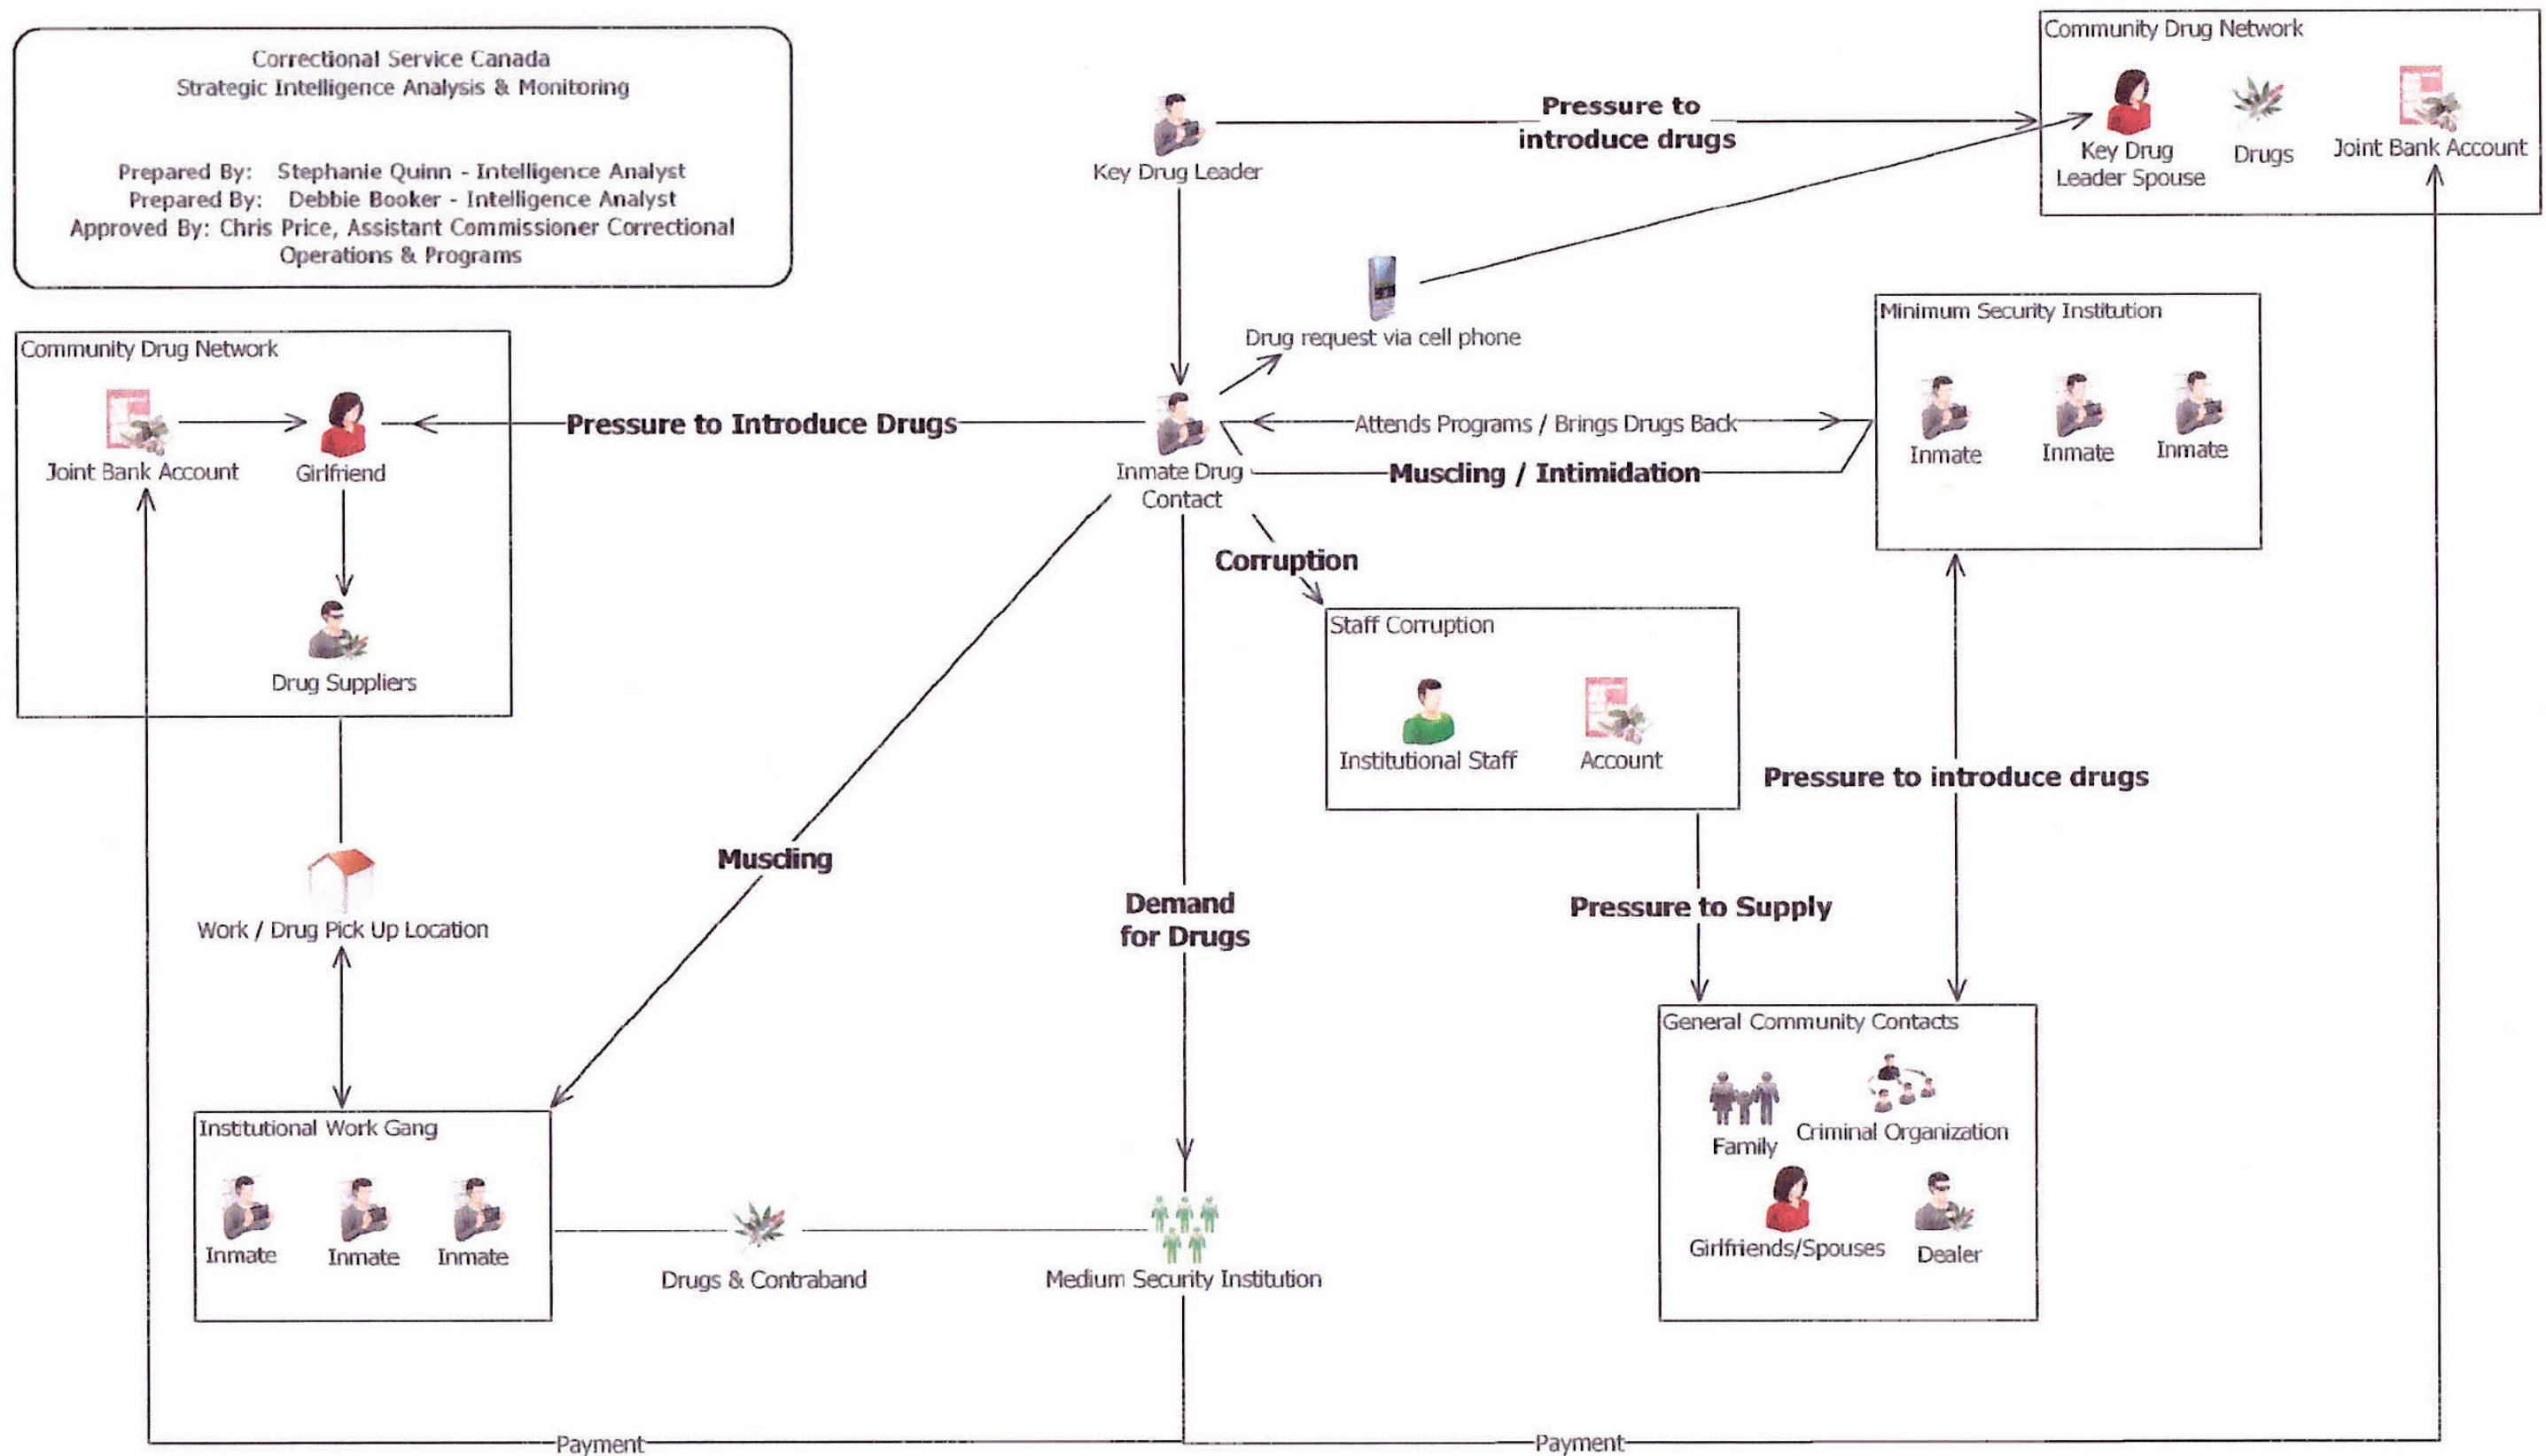 Correctional Service Canada
Strategic Intelligence Analysis & Monitoring
Prepared By: Stephanie Quinn - Intelligence Analyst
Prepared By: Debbie Booker - Intelligence Analyst
Approved By: Chris Price, Assistant Commissioner Correctional
Operations & Programs
Community Drug Network
Key Drug
Leader Spouse
Drugs
Joint Bank Account
Pressure to
introduce drugs
Key Drug Leader
Drug request via cell phone
Minimum Security Institution
Inmate
Inmate
Inmate
Community Drug Network
Joint Bank Account
Girlfriend
Drug Suppliers
Pressure to Introduce Drugs
Inmate Drug
Contact
Attends Programs / Brings Drugs Back
Muscling / Intimidation
Corruption
Staff Corruption
Institutional Staff
Account
Pressure to introduce drugs
Pressure to Supply
Muscling
Demand
for Drugs
Work / Drug Pick Up Location
General Community Contacts
Family
Criminal Organization
Girlfriends/Spouses
Dealer
Institutional Work Gang
Inmate
Inmate
Inmate
Drugs & Contraband
Medium Security Institution
Payment
Payment